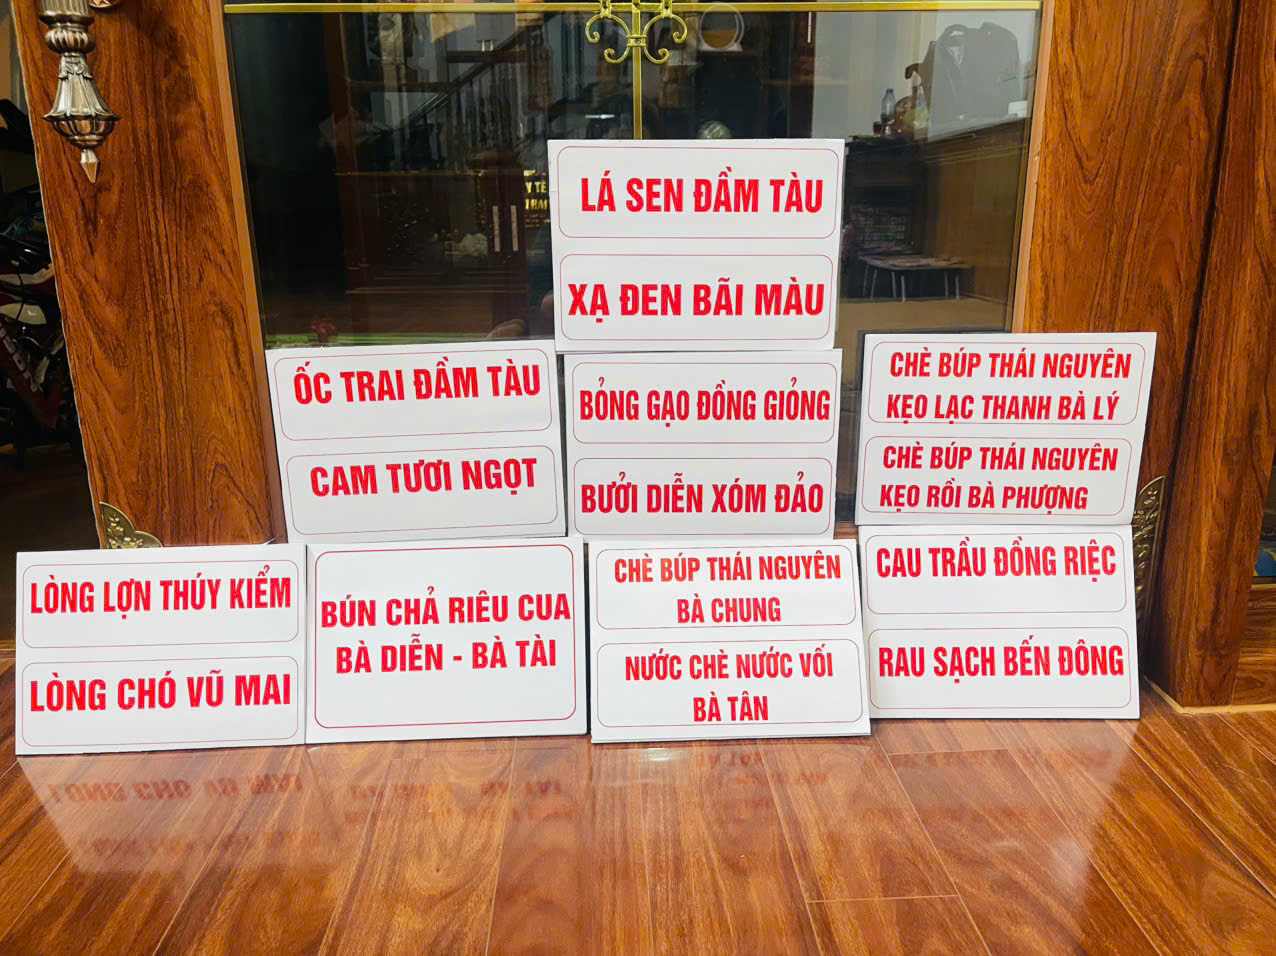 LÁ SEN ĐẦM TÀU
XẠ ĐEN BÃI MÀU
ỐC TRAI ĐẦM TÀU
CAM TƯƠI NGỌT
BỎNG GẠO ĐỒNG GIỎNG
BƯỞI DIỄN XÓM ĐẢO
CHÈ BÚP THÁI NGUYÊN
KẸO LẠC THANH BÀ LÝ
CHÈ BÚP THÁI NGUYÊN
KẸO RỒI BÀ PHƯỢNG
LÒNG LỢN THÚY KIỂM
LÒNG CHÓ VŨ MAI
BÚN CHẢ RIÊU CUA
BÀ DIỄN - BÀ TÀI
CHÈ BÚP THÁI NGUYÊN
BÀ CHUNG
NƯỚC CHÈ NƯỚC VỐI
BÀ TÂN
CAU TRẦU ĐỒNG RIỆC
RAU SẠCH BẾN ĐÔNG